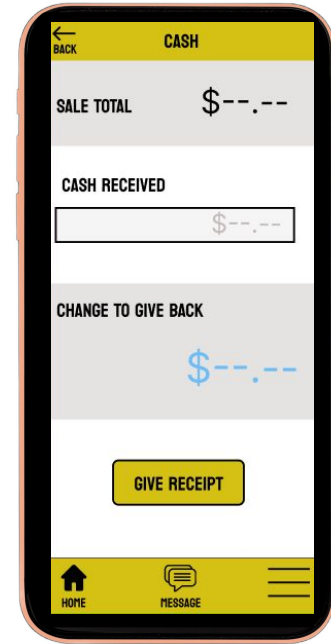 BACK
CASH
SALE TOTAL $--.--
CASH RECEIVED
$--.--
CHANGE TO GIVE BACK
$--.--
GIVE RECEIPT
HOME
MESSAGE